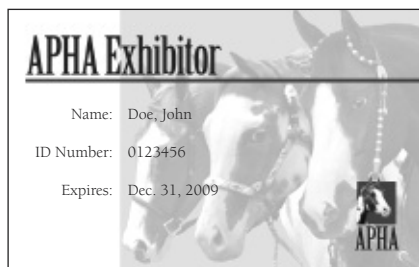 APHA Exhibitor
Name: Doe, John
ID Number: 0123456
Expires: Dec. 31, 2009
APHA